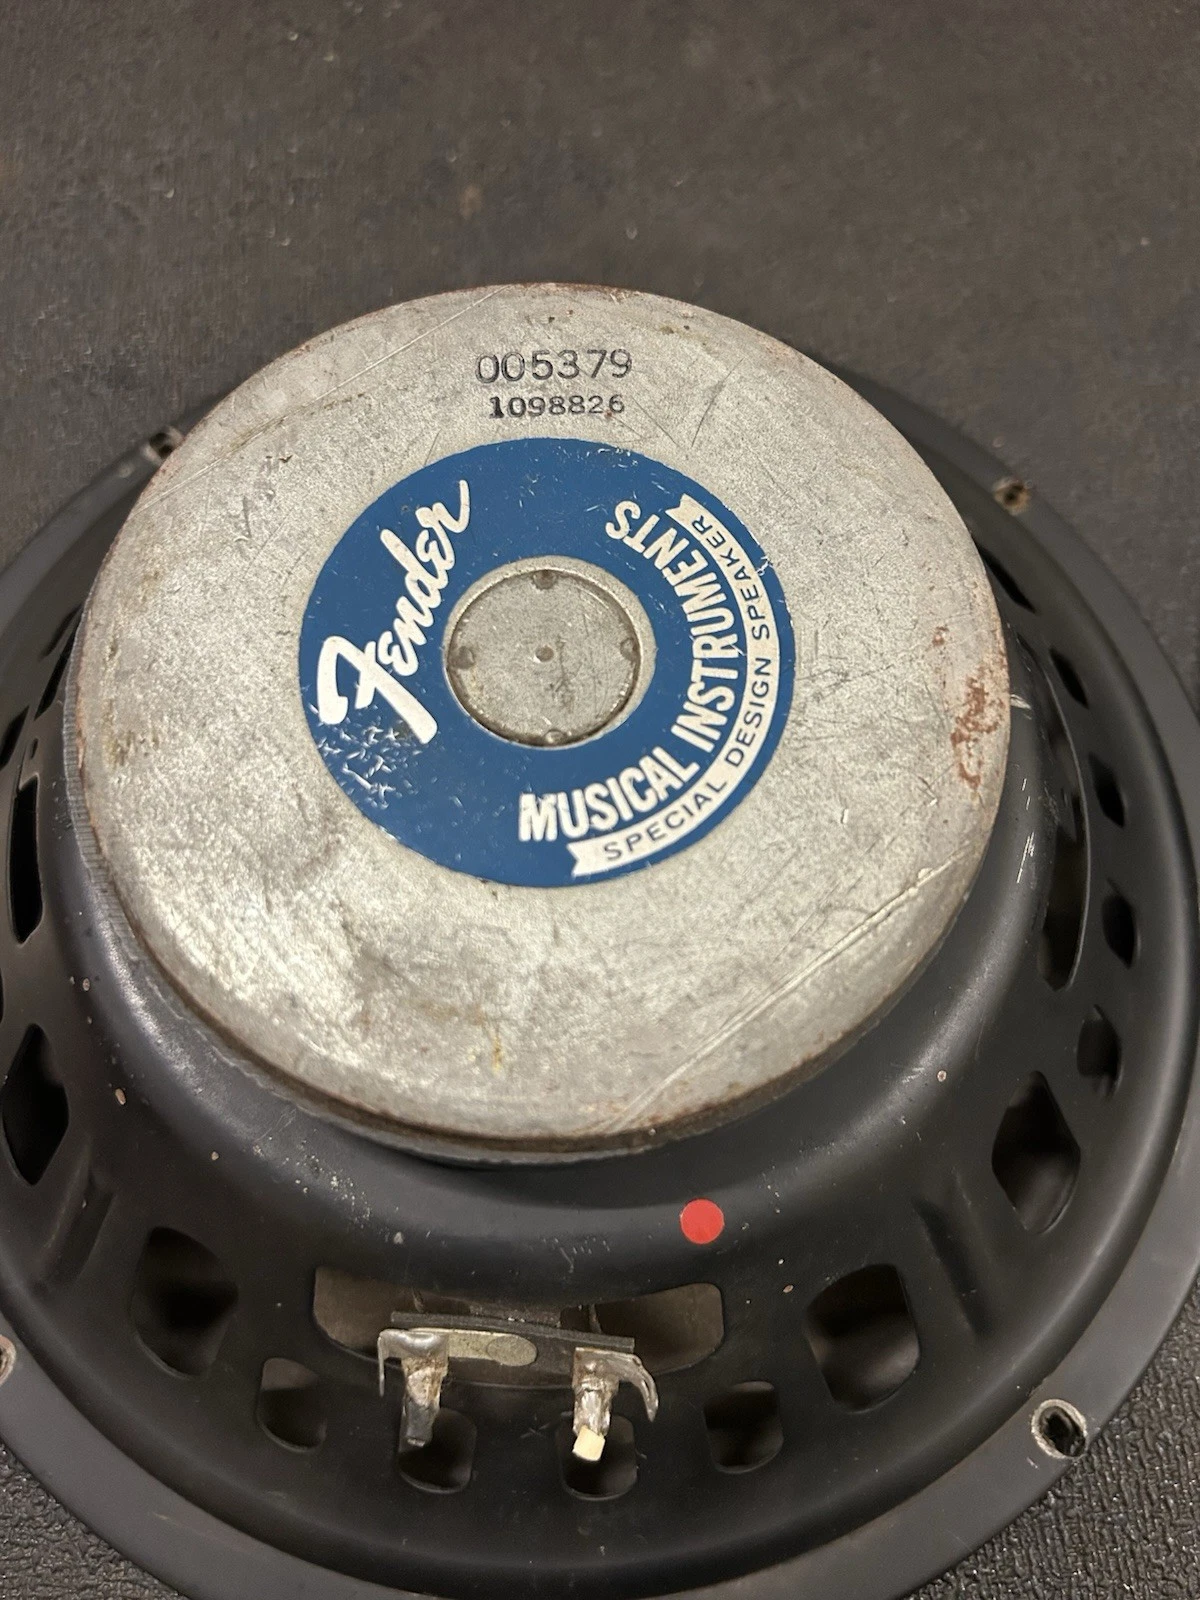 005379
1098826
Fender
MUSICAL INSTRUMENTS
SPECIAL DESIGN SPEAKER